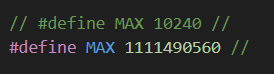 // #define MAX 10240 //
#define MAX 1111490560 //